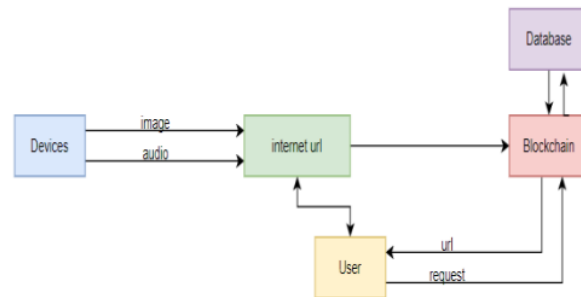 Database
image
Devices
internet url
Blockchain
audio
url
User
request